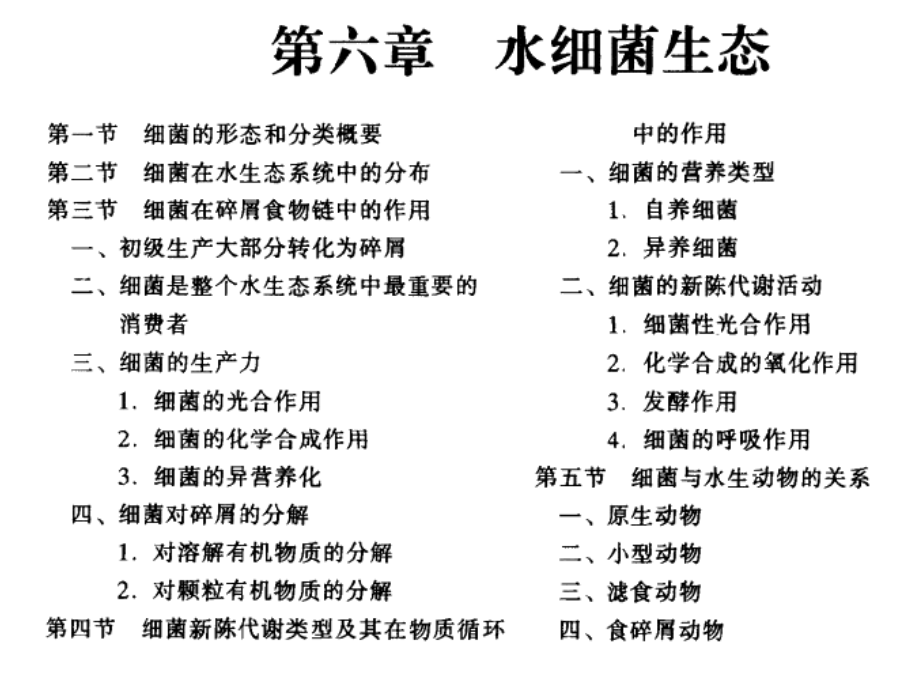 第六章　水细菌生态
第一节　细菌的形态和分类概要
第二节　细菌在水生态系统中的分布
第三节　细菌在碎屑食物链中的作用
一、初级生产大部分转化为碎屑
二、细菌是整个水生态系统中最重要的
消费者
三、细菌的生产力
1．细菌的光合作用
2．细菌的化学合成作用
3．细菌的异营养化
四、细菌对碎屑的分解
1．对溶解有机物质的分解
2．对颗粒有机物质的分解
第四节　细菌新陈代谢类型及其在物质循环
中的作用
一、细菌的营养类型
1．自养细菌
2．异养细菌
二、细菌的新陈代谢活动
1．细菌性光合作用
2．化学合成的氧化作用
3．发酵作用
4．细菌的呼吸作用
第五节　细菌与水生动物的关系
一、原生动物
二、小型动物
三、滤食动物
四、食碎屑动物